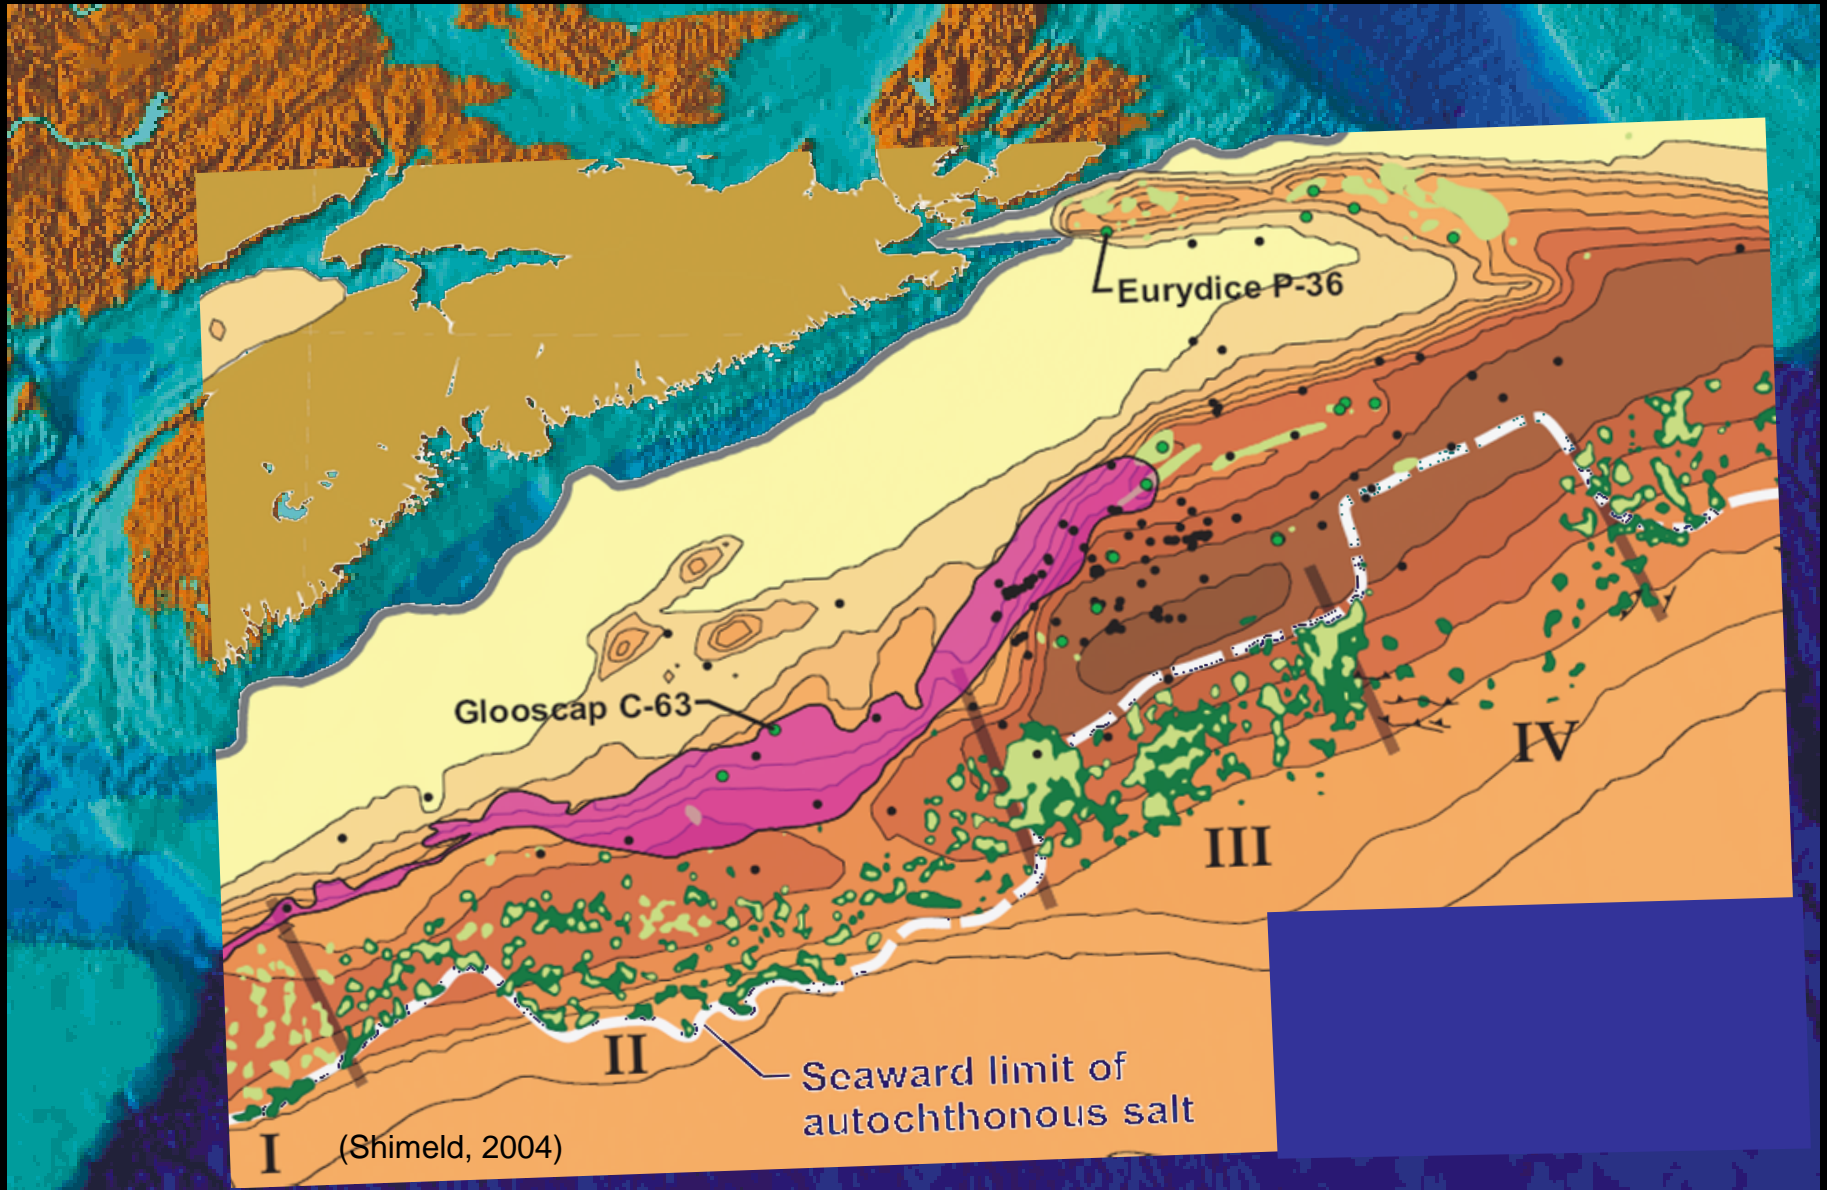 Eurydice P-36
Glooscap C-63
IV
III
II
Seaward limit of
autochthonous salt
I
(Shimeld, 2004)